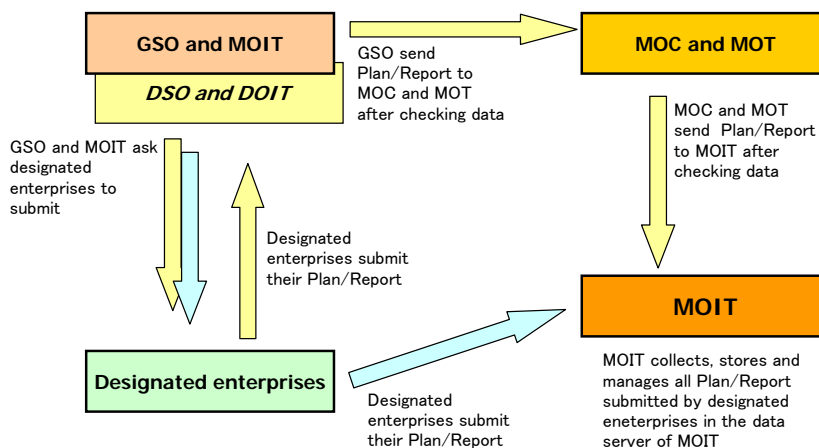 GSO and MOIT
DSO and DOIT
GSO send
Plan/Report to
MOC and MOT
after checking data
MOC and MOT
MOC and MOT
send Plan/Report
to MOIT after
checking data
GSO and MOIT ask
designated
enterprises to
submit
Designated
enterprises submit
their Plan/Report
MOIT
Designated enterprises
Designated
enterprises submit
their Plan/Report
MOIT collects, stores and
manages all Plan/Report
submitted by designated
eneterprises in the data
server of MOIT